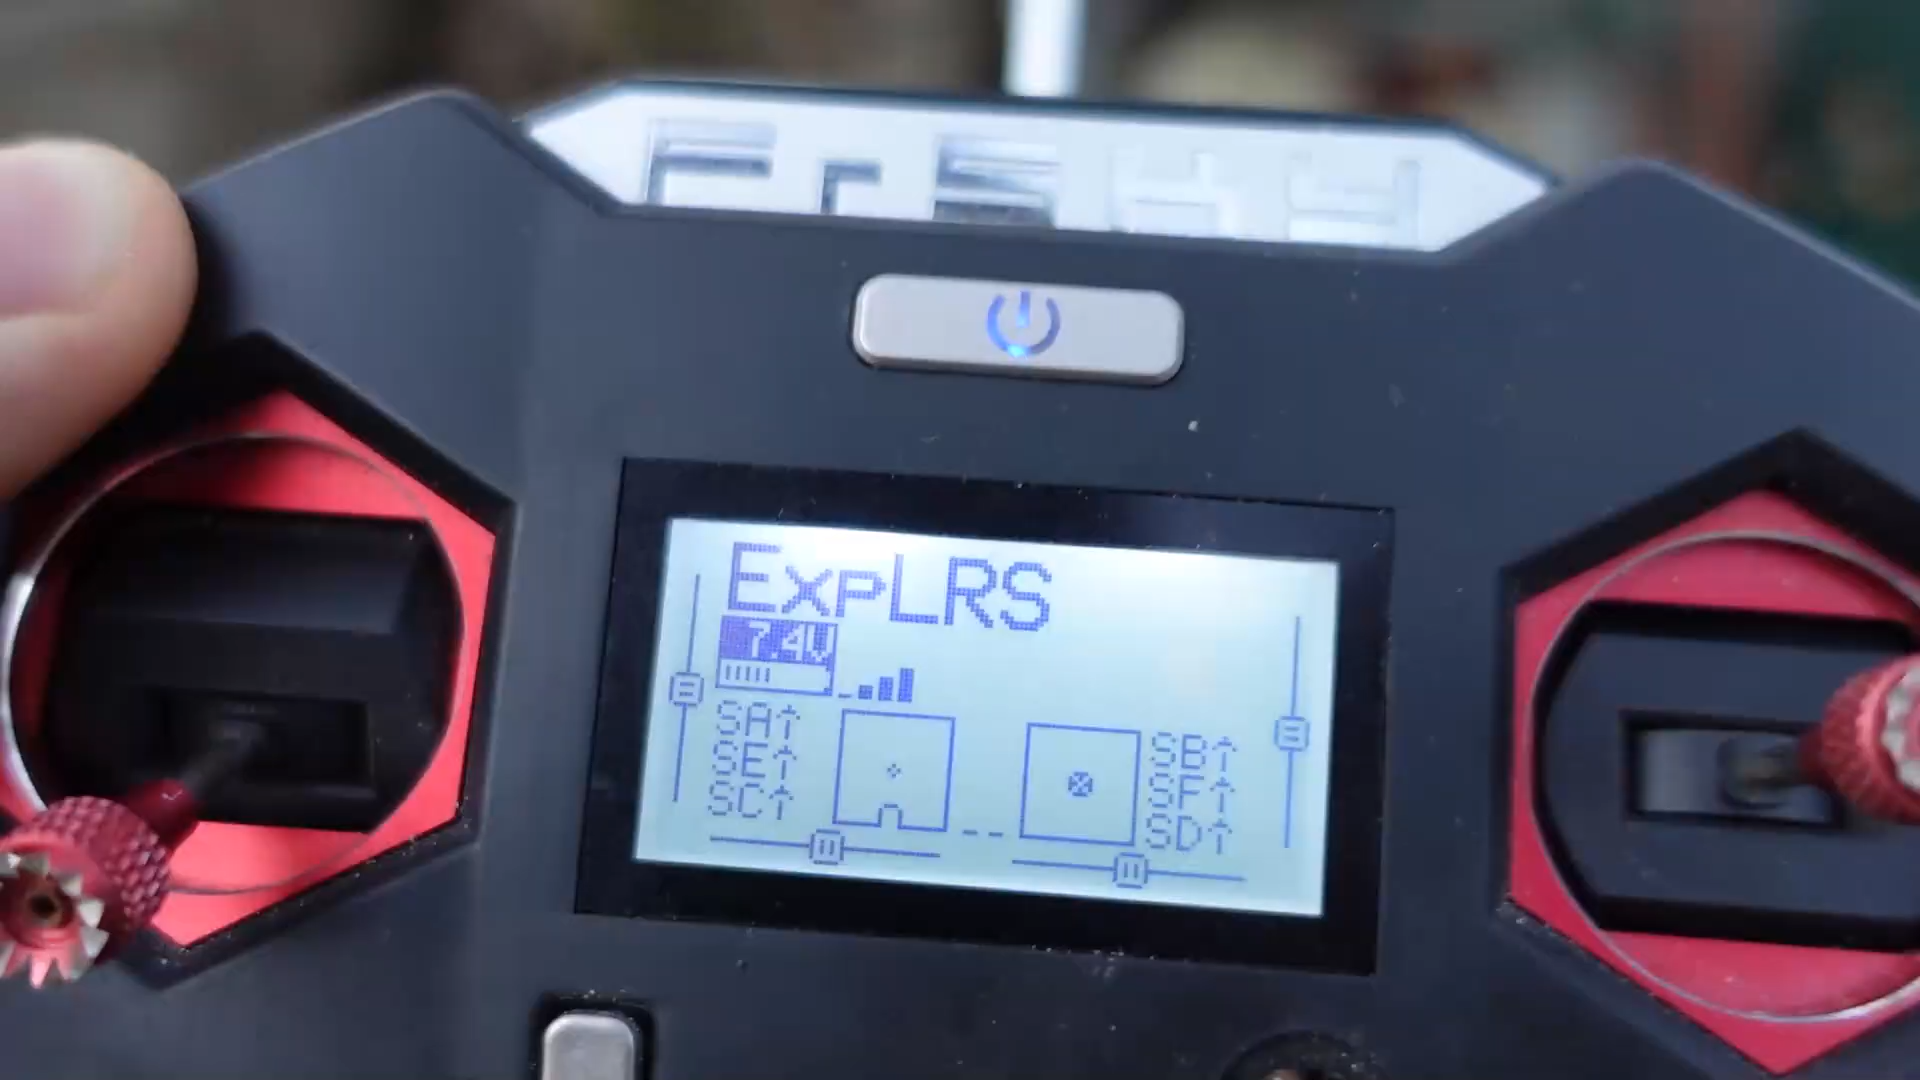 FrSky
ExpLRS
7.4V
SA↑
SE↑
SC↑
--
SB↑
SF↑
SD↑